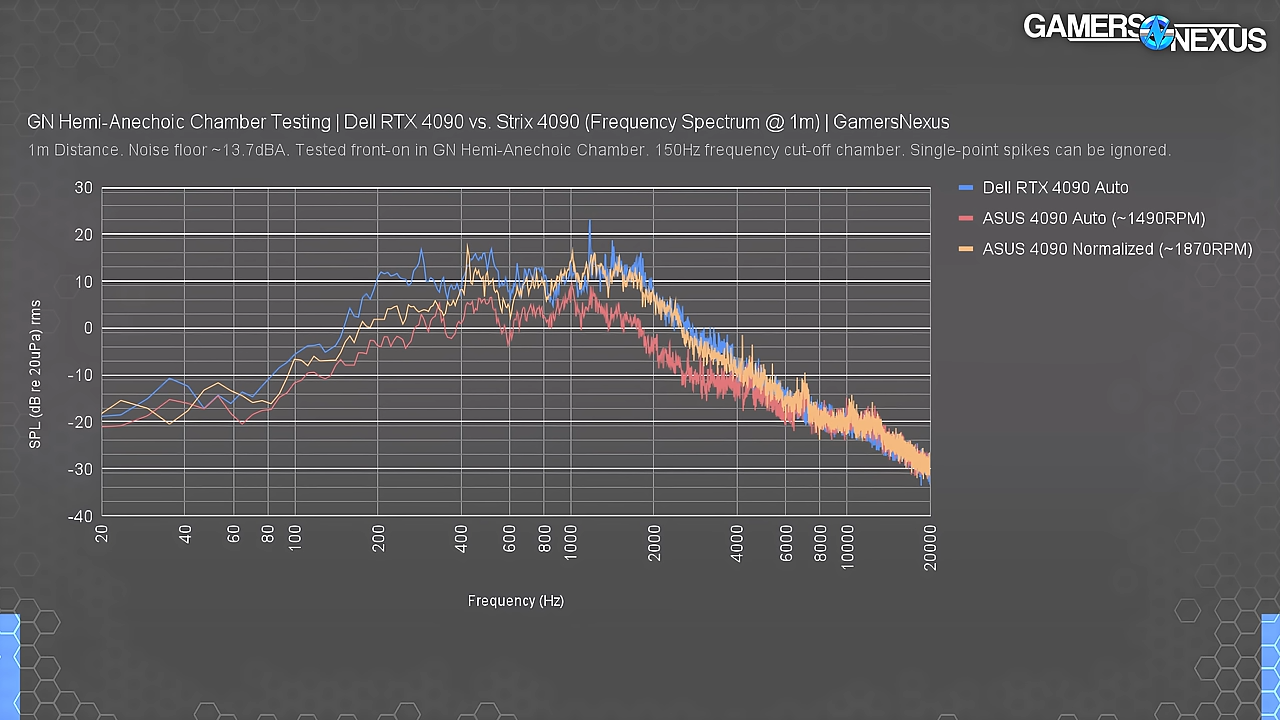 GAMERS NEXUS
GN Hemi-Anechoic Chamber Testing | Dell RTX 4090 vs. Strix 4090 (Frequency Spectrum @ 1m) | GamersNexus
1m Distance. Noise floor ~13.7dBA. Tested front-on in GN Hemi-Anechoic Chamber. 150Hz frequency cut-off chamber. Single-point spikes can be ignored.
Dell RTX 4090 Auto
ASUS 4090 Auto (~1490RPM)
ASUS 4090 Normalized (~1870RPM)
SPL (dB re 20uPa) rms
30
20
10
0
-10
-20
-30
-40
20 40 60 80 100 200 400 600 800 1000 2000 4000 6000 8000 10000 20000
Frequency (Hz)